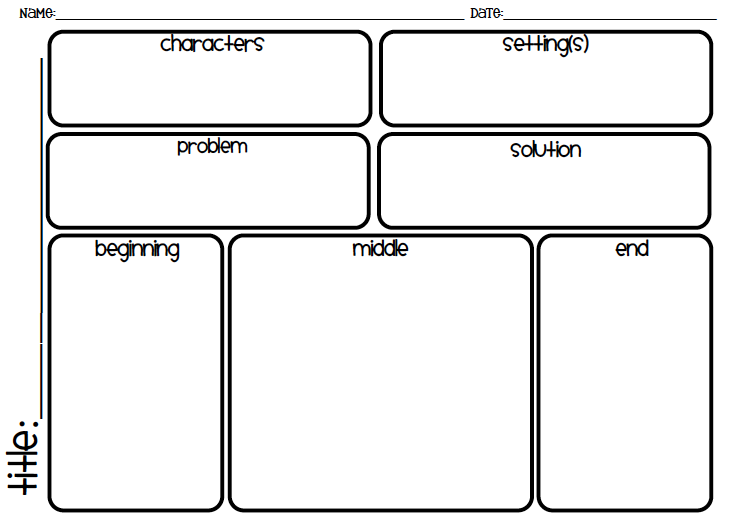 Name: Date:
characters
setting(s)
problem
solution
beginning
middle
end
title: